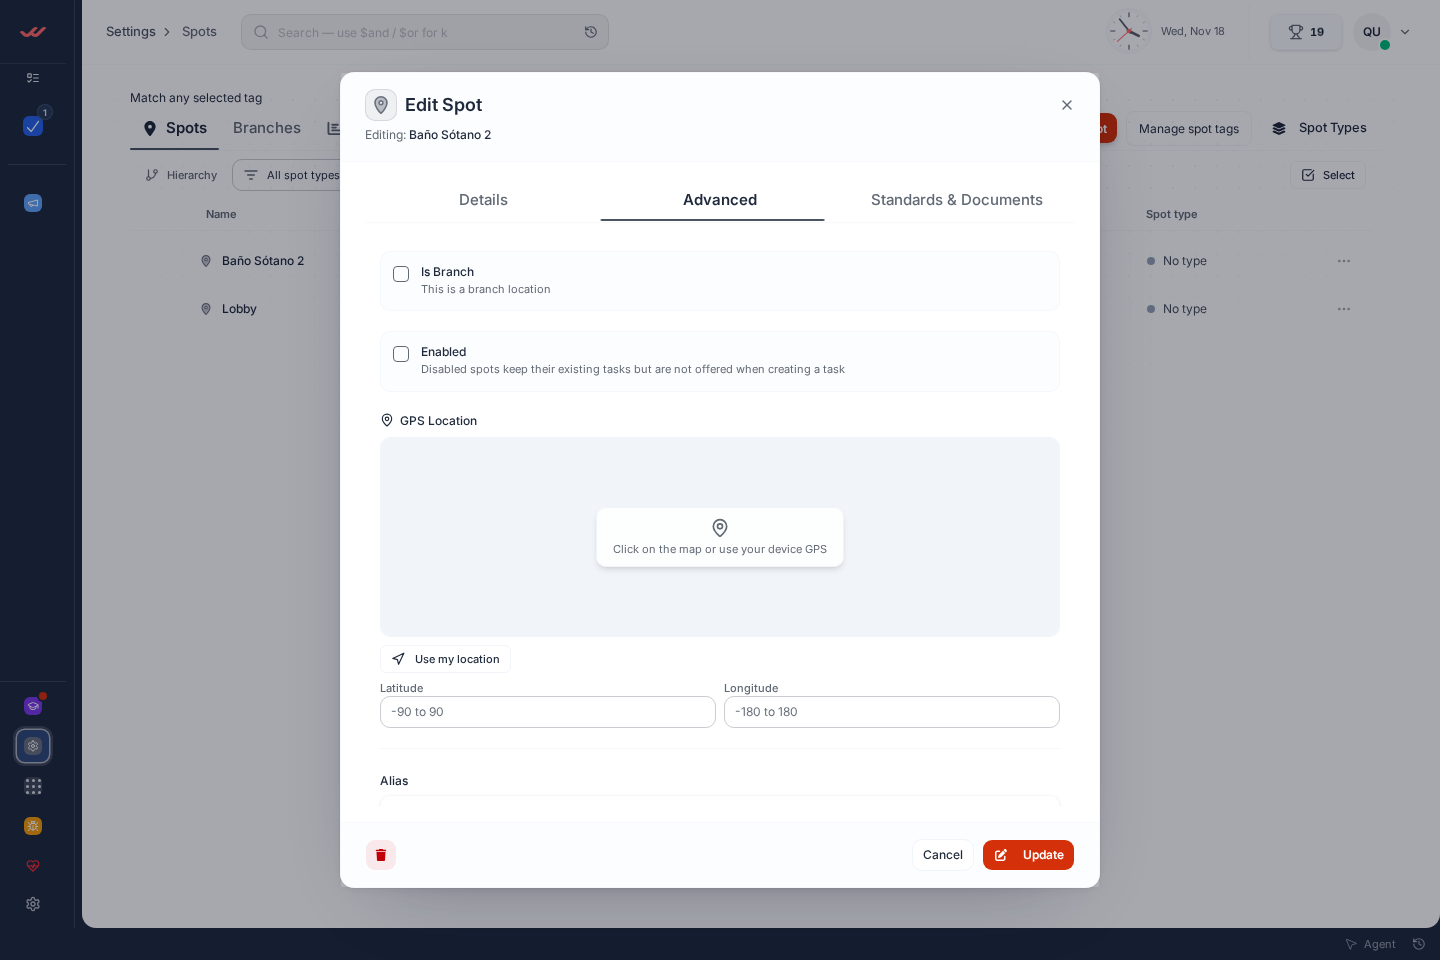 Settings > Spots
Search — use $and / $or for k
Wed, Nov 18
19
QU
1
Match any selected tag
Spots
Branches
Manage spot tags
Spot Types
Hierarchy
All spot types
Select
Name
Spot type
Baño Sótano 2
No type
Lobby
No type
Edit Spot
Editing: Baño Sótano 2
Details
Advanced
Standards & Documents
Is Branch
This is a branch location
Enabled
Disabled spots keep their existing tasks but are not offered when creating a task
GPS Location
Click on the map or use your device GPS
Use my location
Latitude
Longitude
-90 to 90
-180 to 180
Alias
Cancel
Update
Agent